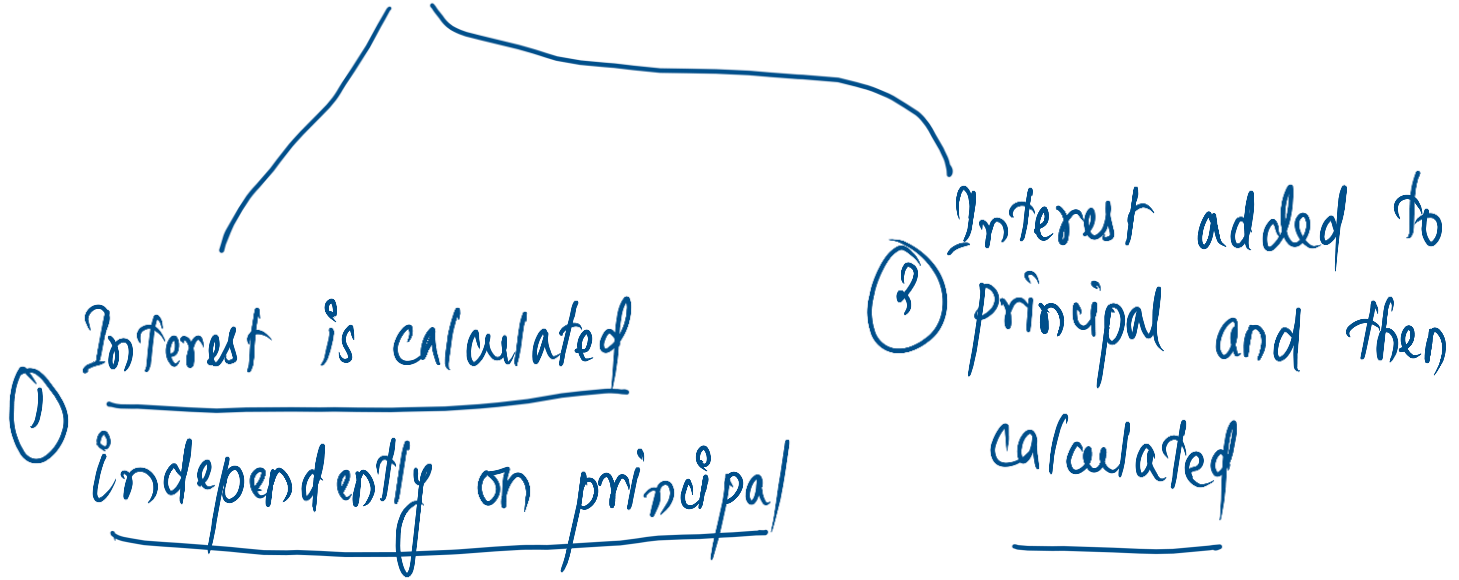 ① Interest is calculated
independently on principal
② Interest added to
principal and then
calculated